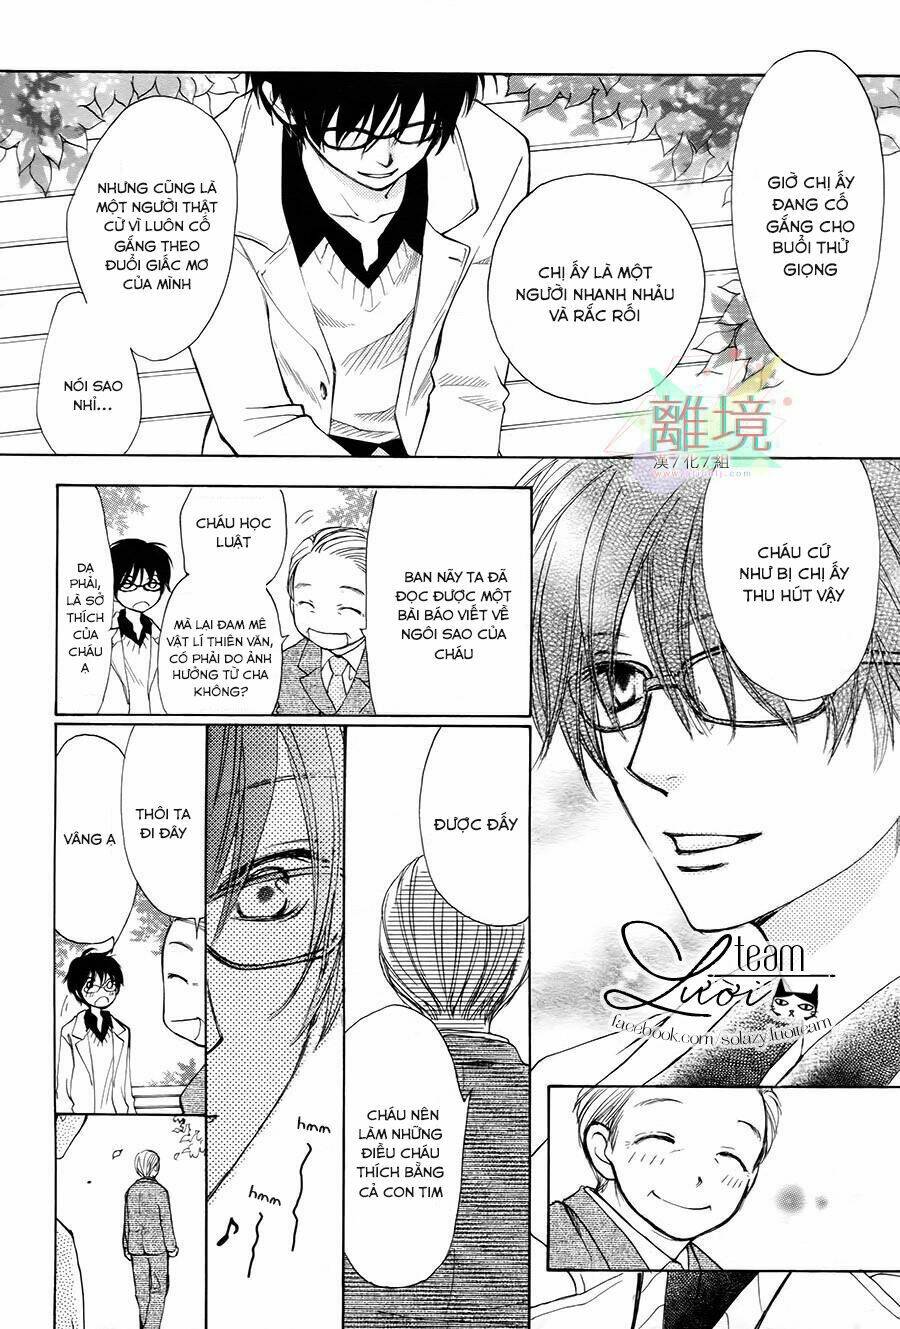 GIỜ CHỊ ẤY
ĐANG CỐ
GẮNG CHO
BUỔI THỬ
GIỌNG
CHỊ ẤY LÀ MỘT
NGƯỜI NHANH NHẢU
VÀ RẮC RỐI
NHƯNG CŨNG LÀ
MỘT NGƯỜI THẬT
CỪ VÌ LUÔN CỐ
GẮNG THEO
ĐUỔI GIẤC MƠ
CỦA MÌNH
NÓI SAO
NHỈ...
離境
漢化組
CHÁU CỨ
NHƯ BỊ CHỊ ẤY
THU HÚT VẬY
BAN NÃY TA ĐÃ
ĐỌC ĐƯỢC MỘT
BÀI BÁO VIẾT VỀ
NGÔI SAO CỦA
CHÁU
CHÁU HỌC
LUẬT
MÀ LẠI ĐAM MÊ
VẬT LÍ THIÊN VĂN,
CÓ PHẢI DO ẢNH
HƯỞNG TỪ CHA
KHÔNG?
DẠ
PHẢI,
LÀ SỞ
THÍCH
CỦA
CHÁU
Ạ
team
Lười
facebook.com/solazy.luoiteam
ĐƯỢC ĐẤY
CHÁU NÊN
LÀM NHỮNG
ĐIỀU CHÁU
THÍCH BẰNG
CẢ CON TIM
hmm
hmm
THÔI TA
ĐI ĐÂY
VÂNG Ạ